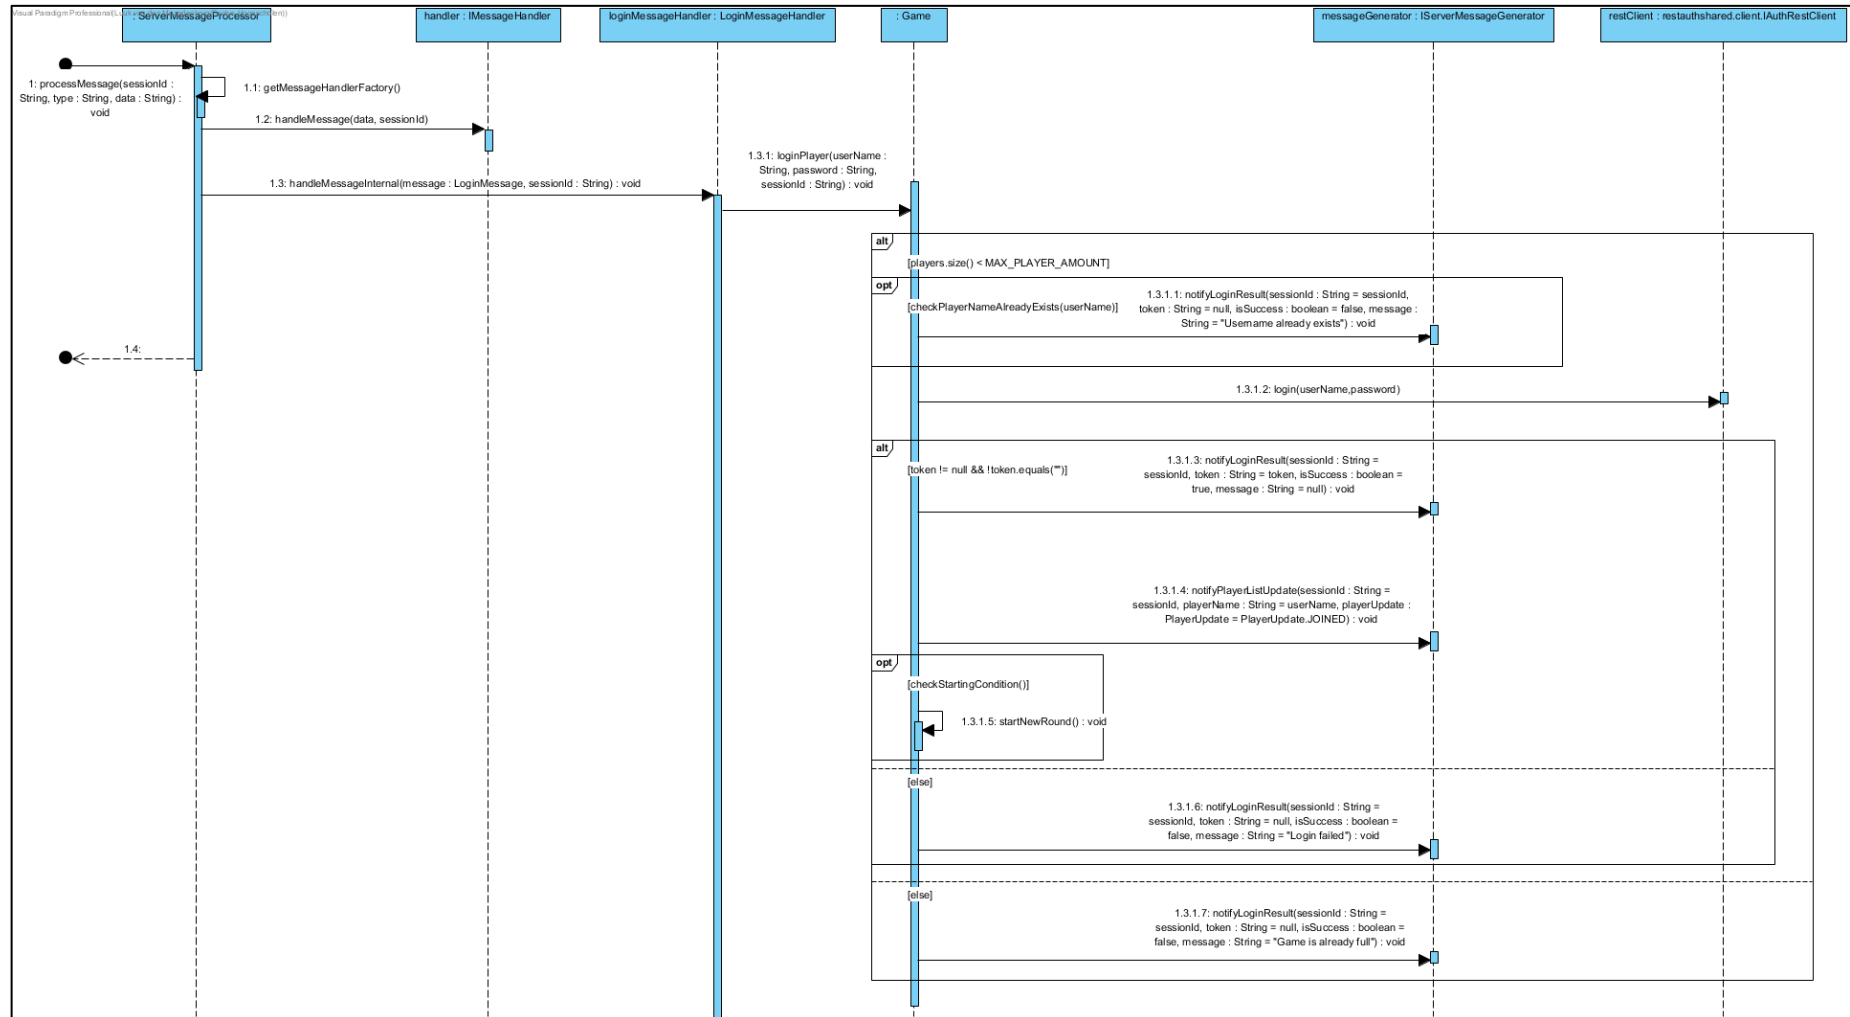 Visual Paradigm Professional
: ServerMessageProcessor
handler : IMessageHandler
loginMessageHandler : LoginMessageHandler
: Game
messageGenerator : IServerMessageGenerator
restClient : restauthshared.client.IAuthRestClient
1: processMessage(sessionId :
String, type : String, data : String) :
void
1.1: getMessageHandlerFactory()
1.2: handleMessage(data, sessionId)
1.3: handleMessageInternal(message : LoginMessage, sessionId : String) : void
1.3.1: loginPlayer(userName :
String, password : String,
sessionId : String) : void
alt
[players.size() < MAX_PLAYER_AMOUNT]
opt
[checkPlayerNameAlreadyExists(userName)]
1.3.1.1: notifyLoginResult(sessionId : String = sessionId,
token : String = null, isSuccess : boolean = false, message :
String = "Username already exists") : void
1.4:
1.3.1.2: login(userName,password)
alt
[token != null && !token.equals("")]
1.3.1.3: notifyLoginResult(sessionId : String =
sessionId, token : String = token, isSuccess : boolean =
true, message : String = null) : void
1.3.1.4: notifyPlayerListUpdate(sessionId : String =
sessionId, playerName : String = userName, playerUpdate :
PlayerUpdate = PlayerUpdate.JOINED) : void
opt
[checkStartingCondition()]
1.3.1.5: startNewRound() : void
[else]
1.3.1.6: notifyLoginResult(sessionId : String =
sessionId, token : String = null, isSuccess : boolean =
false, message : String = "Login failed") : void
[else]
1.3.1.7: notifyLoginResult(sessionId : String =
sessionId, token : String = null, isSuccess : boolean =
false, message : String = "Game is already full") : void